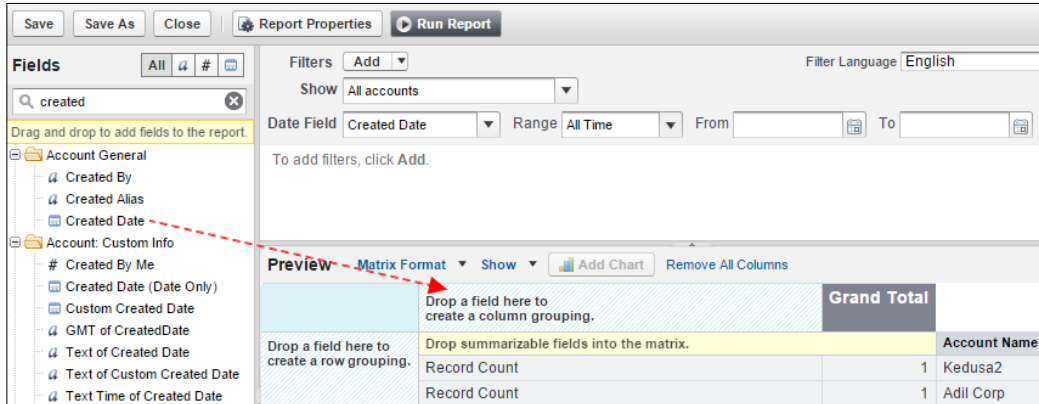 Save Save As Close Report Properties Run Report
Fields All a # 
created
Drag and drop to add fields to the report.
Account General
a Created By
a Created Alias
Created Date
Account: Custom Info
# Created By Me
Created Date (Date Only)
Custom Created Date
a GMT of CreatedDate
a Text of Created Date
a Text of Custom Created Date
a Text Time of Created Date
Filters Add Filter Language English
Show All accounts
Date Field Created Date Range All Time From To
To add filters, click Add.
Preview Matrix Format Show Add Chart Remove All Columns
Drop a field here to
create a column grouping.
Grand Total
Drop a field here to
create a row grouping.
Drop summarizable fields into the matrix. Account Name
Record Count 1 Kedusa2
Record Count 1 Adil Corp